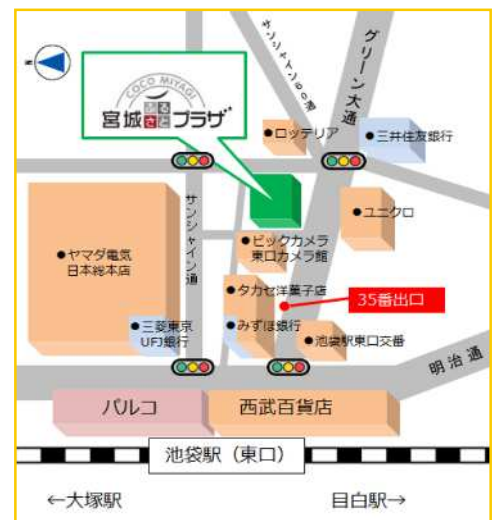 サンシャイン60通
グリーン大通
N
COCO MIYAGI
宮城ふるさとプラザ
●ロッテリア
●三井住友銀行
サンシャイン通
●ユニクロ
●ビックカメラ
東口カメラ館
●ヤマダ電気
日本総本店
●タカセ洋菓子店
35番出口
●三菱東京
UFJ銀行
●みずほ銀行
●池袋駅東口交番
明治通
パルコ
西武百貨店
池袋駅（東口）
←大塚駅
目白駅→